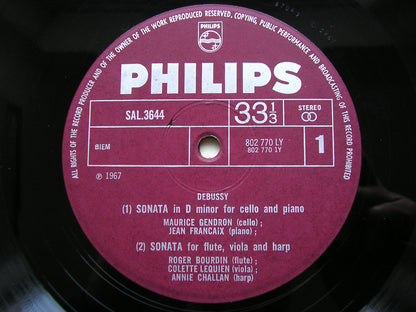 ALL RIGHTS OF THE RECORD PRODUCER AND OF THE OWNER OF THE WORK REPRODUCED RESERVED, COPYING, PUBLIC PERFORMANCE AND BROADCASTING OF THIS RECORD PROHIBITED
PHILIPS
PHILIPS
SAL.3644
33 1/3
STEREO
BIEM
802 770 LY
802 770 1Y
1
℗ 1967
DEBUSSY
(1) SONATA in D minor for cello and piano
MAURICE GENDRON (cello);
JEAN FRANCAIX (piano);
(2) SONATA for flute, viola and harp
ROGER BOURDIN (flute);
COLETTE LEQUIEN (viola);
ANNIE CHALLAN (harp)